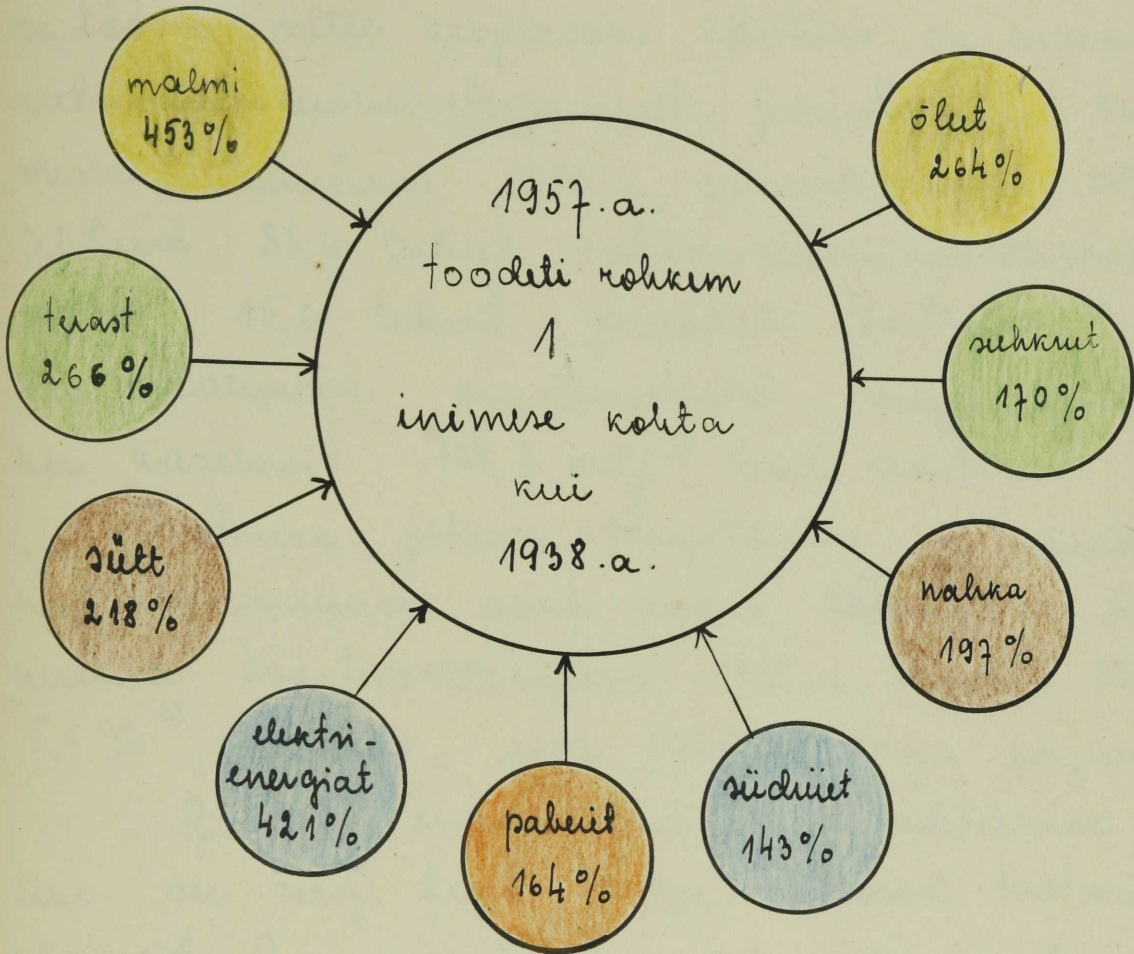 malmi
453%
õlut
264%
1957.a.
toodeti rohkem
1
inimese kohta
kui
1938.a.
terast
266%
suhkrut
170%
sütt
218%
nahka
197%
elektri-
energiat
421%
paberit
164%
siidriiet
143%